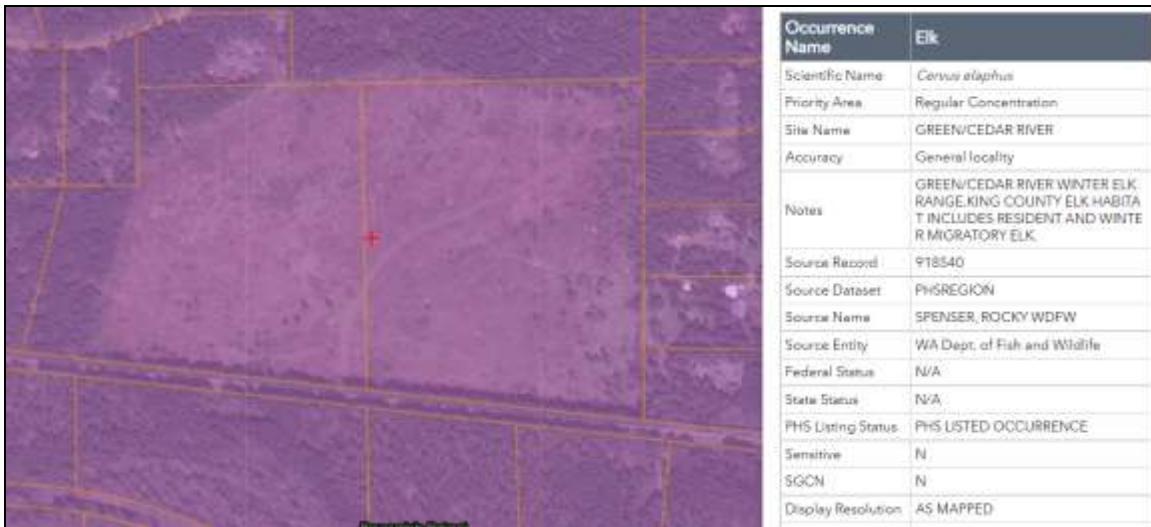 Occurrence Name Elk
Scientific Name Cervus elaphus
Priority Area Regular Concentration
Site Name GREEN/CEDAR RIVER
Accuracy General locality
Notes GREEN/CEDAR RIVER WINTER ELK
RANGE.KING COUNTY ELK HABITA
T INCLUDES RESIDENT AND WINTE
R MIGRATORY ELK.
Source Record 918540
Source Dataset PHSREGION
Source Name SPENSER, ROCKY WDFW
Source Entity WA Dept. of Fish and Wildlife
Federal Status N/A
State Status N/A
PHS Listing Status PHS LISTED OCCURRENCE
Sensitive N
SGCN N
Display Resolution AS MAPPED